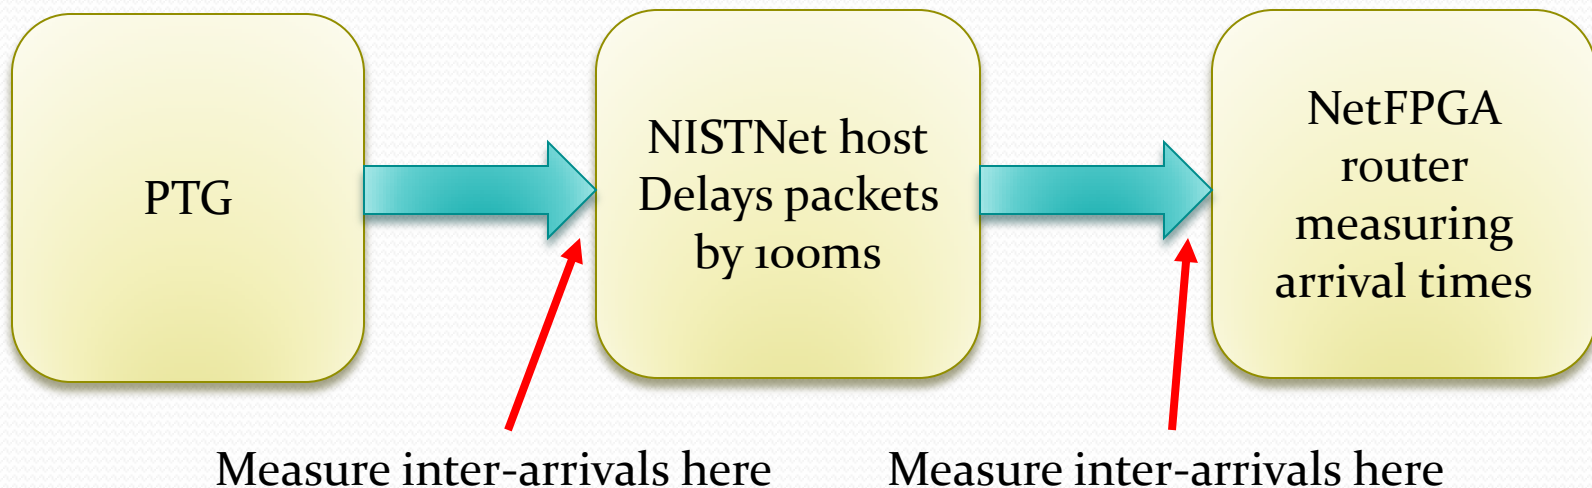 PTG
NISTNet host
Delays packets
by 100ms
NetFPGA
router
measuring
arrival times
Measure inter-arrivals here
Measure inter-arrivals here